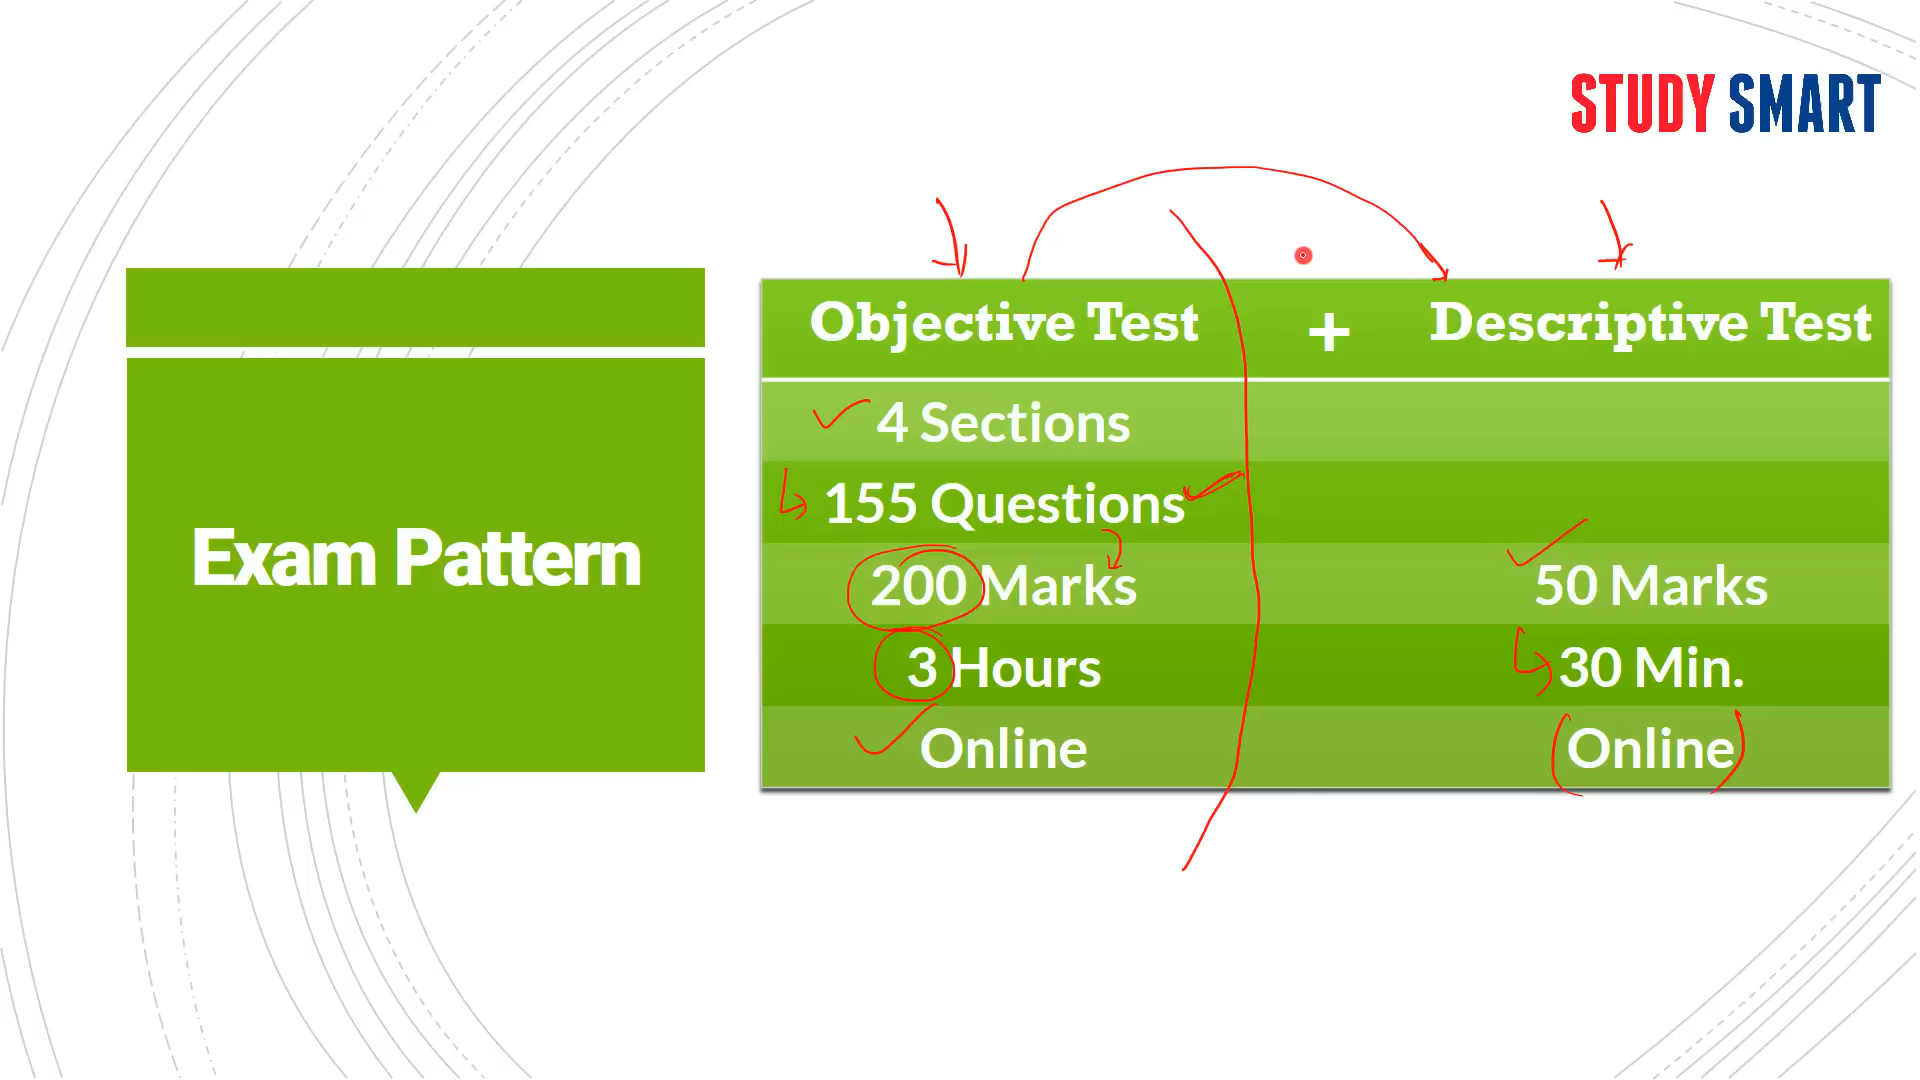 STUDY SMART
Exam Pattern
Objective Test + Descriptive Test
4 Sections
155 Questions
200 Marks 50 Marks
3 Hours 30 Min.
Online Online